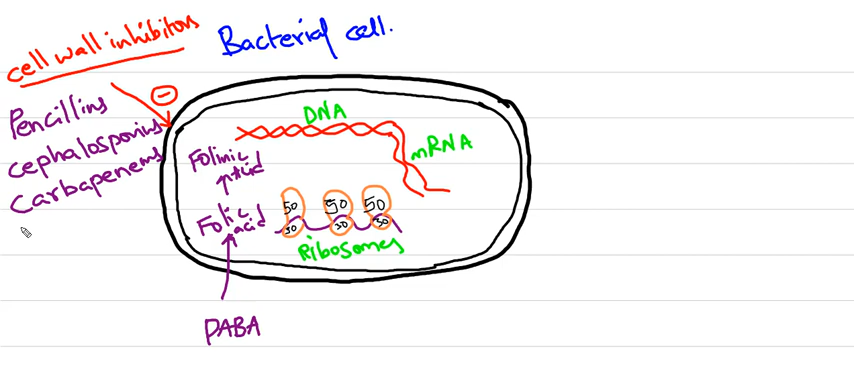 cell wall inhibitors
Bacterial cell.
Pencillins
cephalosporins
Carbapenems
DNA
mRNA
Folinic
acid
Folic
acid
50 50 50
30 30 30
Ribosomes
PABA